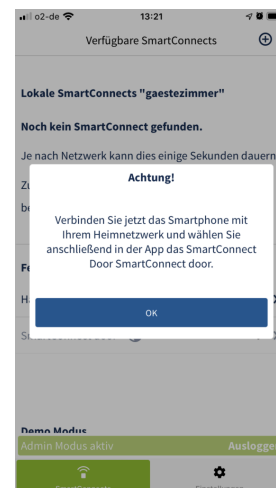 o2-de
13:21
Verfügbare SmartConnects
Lokale SmartConnects "gaestezimmer"
Noch kein SmartConnect gefunden.
Je nach Netzwerk kann dies einige Sekunden dauern
Achtung!
Verbinden Sie jetzt das Smartphone mit
Ihrem Heimnetzwerk und wählen Sie
anschließend in der App das SmartConnect
Door SmartConnect door.
OK
Demo Modus
Admin Modus aktiv
Auslogge
SmartConnects
Einstellungen